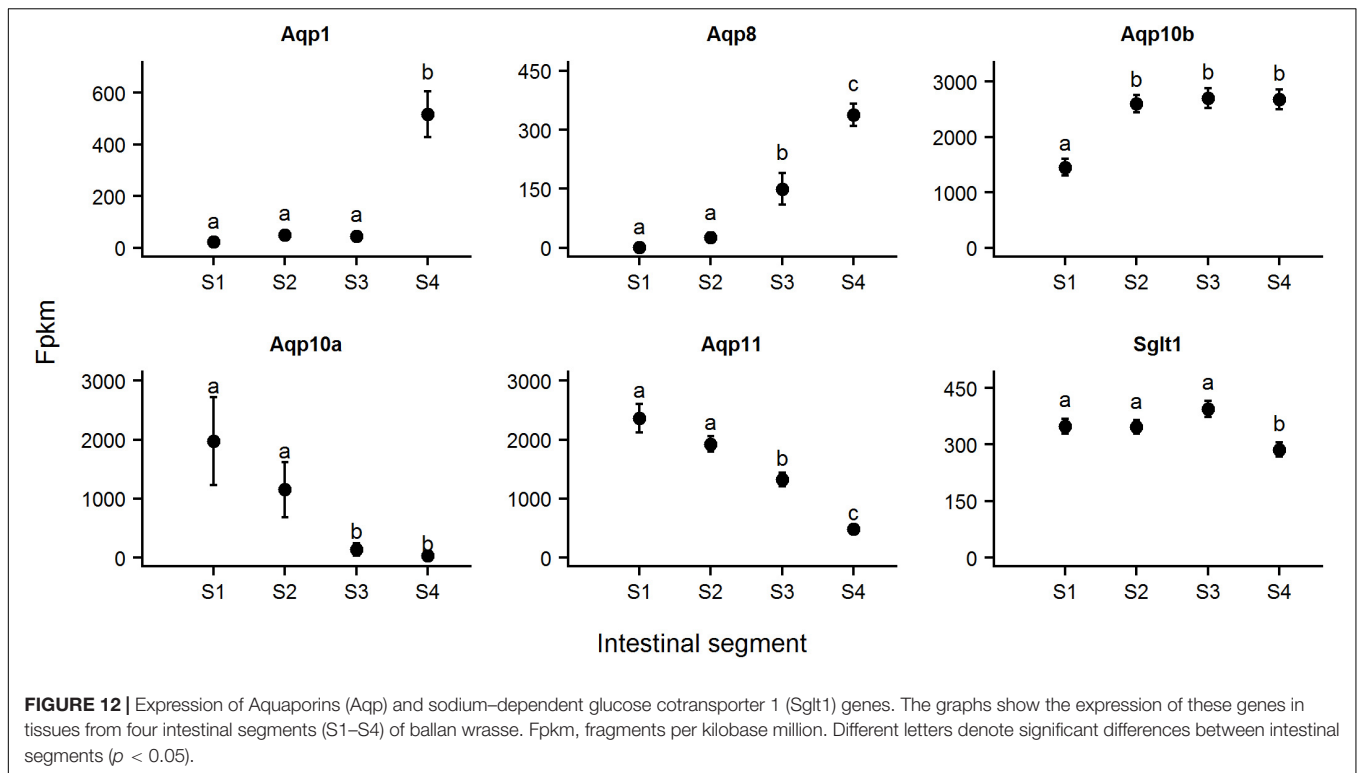 Aqp1
Aqp8
Aqp10b
600
400
200
0
a
a
a
b
S1
S2
S3
S4
450
300
150
0
a
a
b
c
S1
S2
S3
S4
3000
2000
1000
0
a
b
b
b
S1
S2
S3
S4
Fpkm
Aqp10a
Aqp11
Sglt1
3000
2000
1000
0
a
a
b
b
S1
S2
S3
S4
3000
2000
1000
0
a
a
b
c
S1
S2
S3
S4
450
300
150
0
a
a
a
b
S1
S2
S3
S4
Intestinal segment
FIGURE 12 | Expression of Aquaporins (Aqp) and sodium–dependent glucose cotransporter 1 (Sglt1) genes. The graphs show the expression of these genes in
tissues from four intestinal segments (S1–S4) of ballan wrasse. Fpkm, fragments per kilobase million. Different letters denote significant differences between intestinal
segments (p < 0.05).